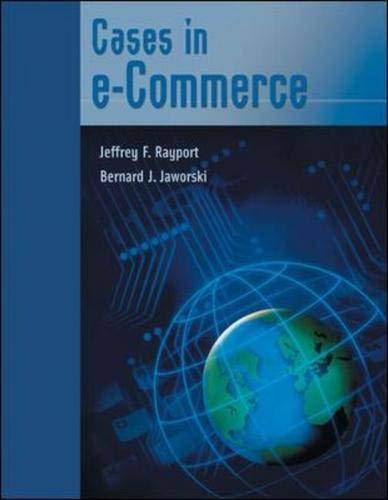 Cases in
e-Commerce
Jeffrey F. Rayport
Bernard J. Jaworski